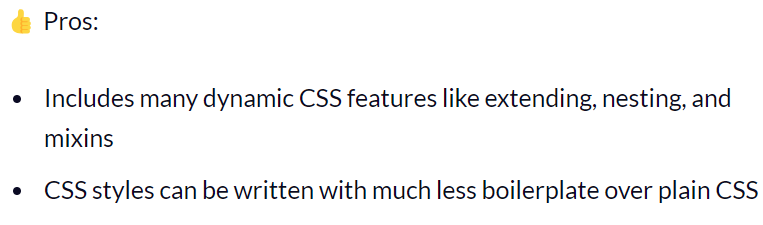 👍 Pros:
• Includes many dynamic CSS features like extending, nesting, and
mixins
• CSS styles can be written with much less boilerplate over plain CSS